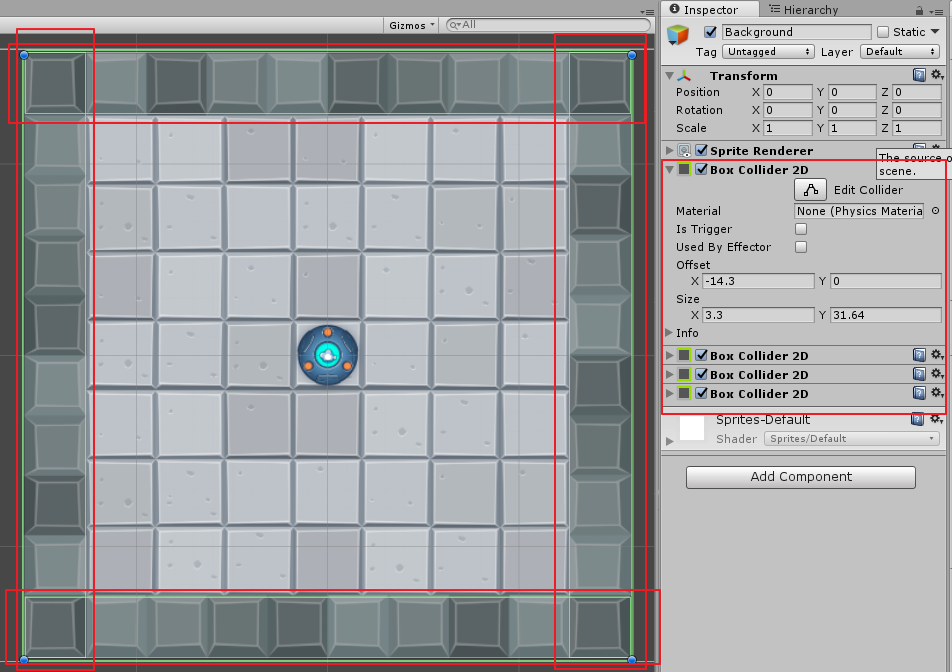 Gizmos
All
Inspector
Hierarchy
Background
Static
Tag
Untagged
Layer
Default
Transform
Position X 0 Y 0 Z 0
Rotation X 0 Y 0 Z 0
Scale X 1 Y 1 Z 1
Sprite Renderer
The source o
scene.
Box Collider 2D
Edit Collider
Material None (Physics Materia
Is Trigger
Used By Effector
Offset
X -14.3 Y 0
Size
X 3.3 Y 31.64
Info
Box Collider 2D
Box Collider 2D
Box Collider 2D
Sprites-Default
Shader Sprites/Default
Add Component